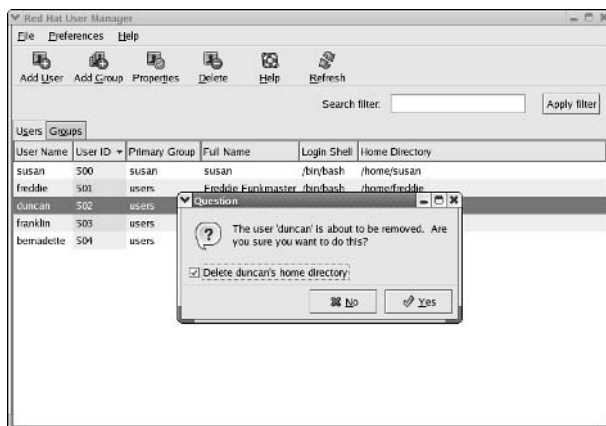 Red Hat User Manager
File Preferences Help
Add User Add Group Properties Delete Help Refresh
Search filter: Apply filter
Users Groups
User Name User ID Primary Group Full Name Login Shell Home Directory
susan 500 susan susan /bin/bash /home/susan
freddie 501 users Freddie Funkmaster /bin/bash /home/freddie
duncan 502 users
franklin 503 users
bernadette 504 users
Question
The user 'duncan' is about to be removed. Are
you sure you want to do this?
Delete duncan's home directory
No Yes